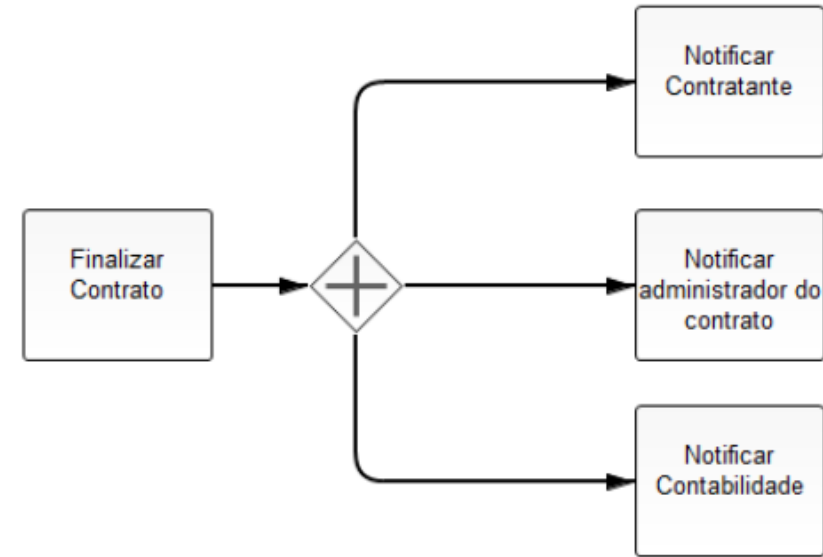 Notificar
Contratante
Finalizar
Contrato
Notificar
administrador do
contrato
Notificar
Contabilidade